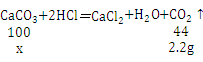 CaCO₃+2HCl=CaCl₂+H₂O+CO₂ ↑
100 44
x 2.2g